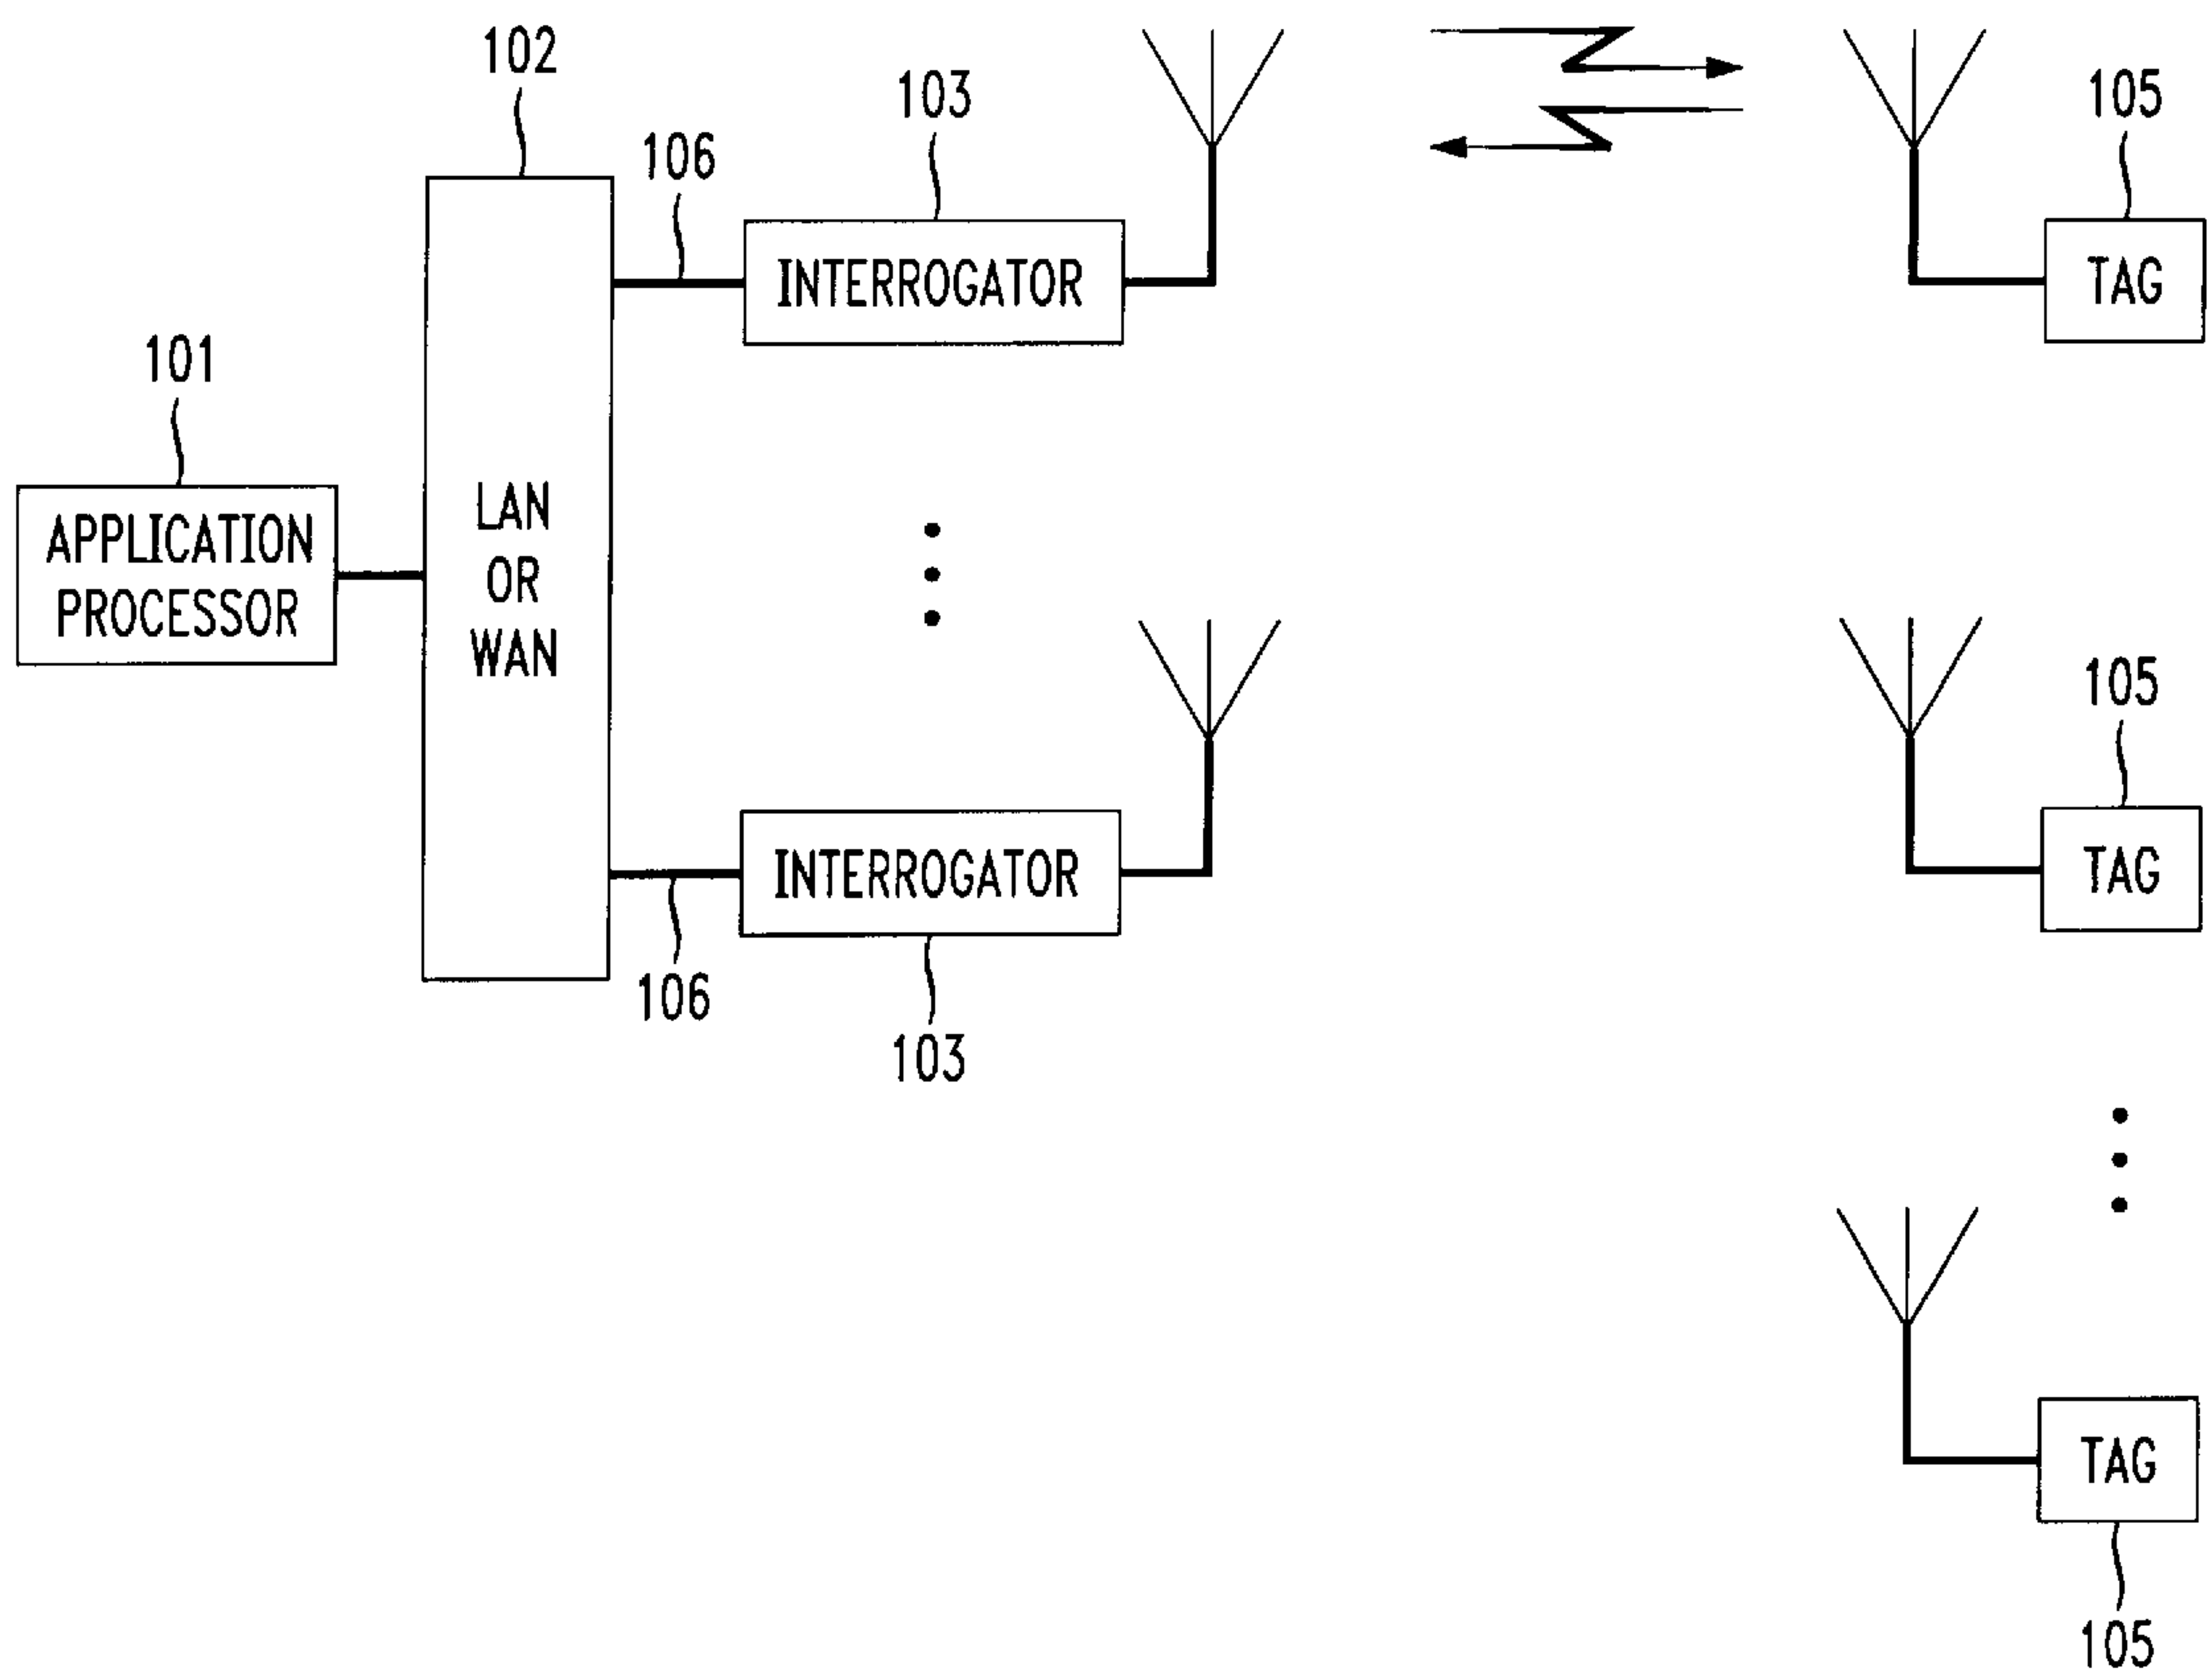 102
103
105
106
INTERROGATOR
TAG
101
APPLICATION
PROCESSOR
LAN
OR
WAN
105
INTERROGATOR
TAG
106
103
TAG
105